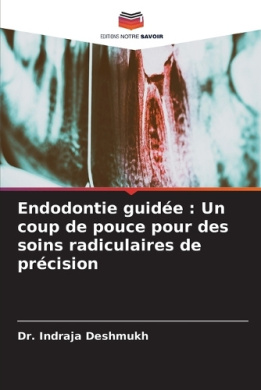 EDITIONS NOTRE SAVOIR
Endodontie guidée : Un
coup de pouce pour des
soins radiculaires de
précision
Dr. Indraja Deshmukh